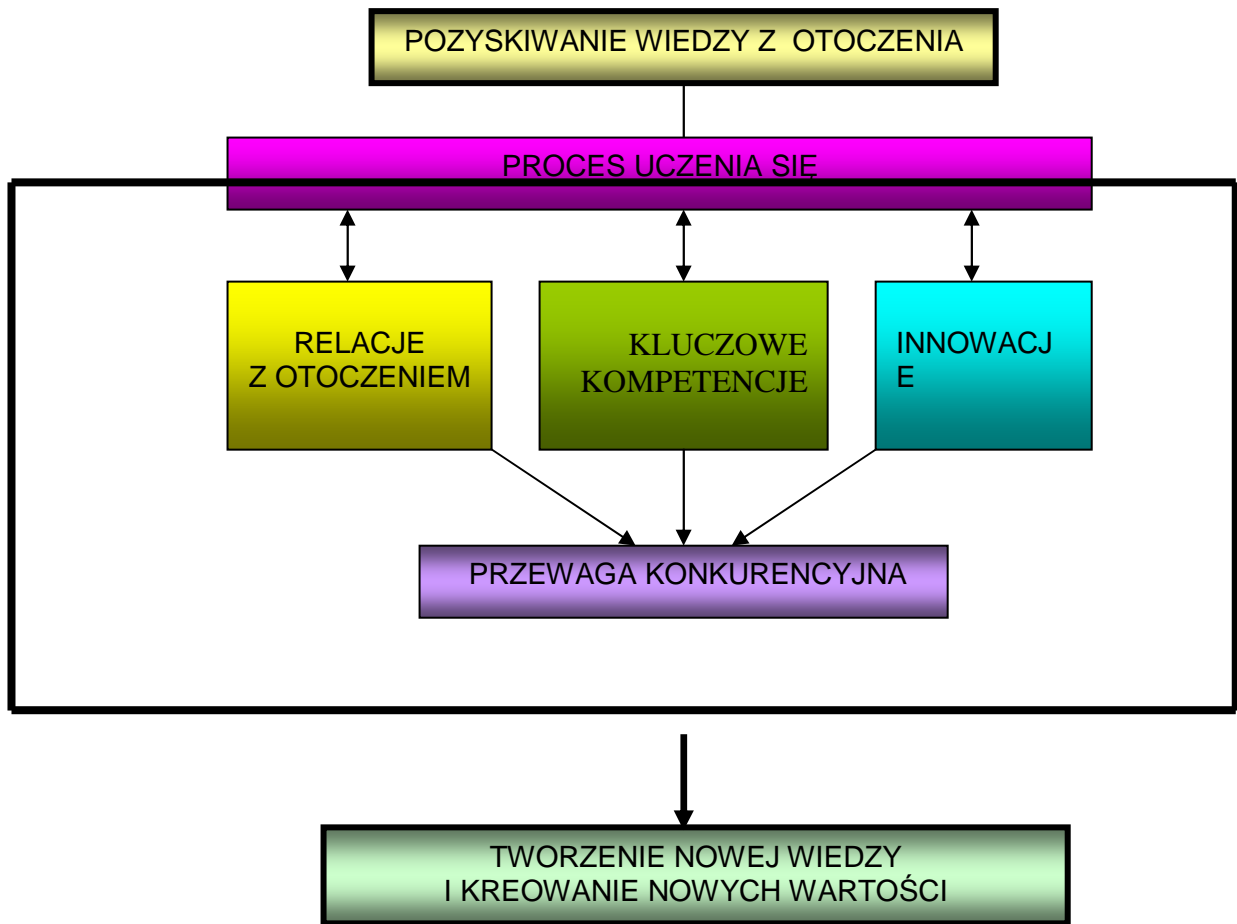 POZYSKIWANIE WIEDZY Z OTOCZENIA
PROCES UCZENIA SIĘ
RELACJE
Z OTOCZENIEM
KLUCZOWE
KOMPETENCJE
INNOWACJ
E
PRZEWAGA KONKURENCYJNA
TWORZENIE NOWEJ WIEDZY
I KREOWANIE NOWYCH WARTOŚCI